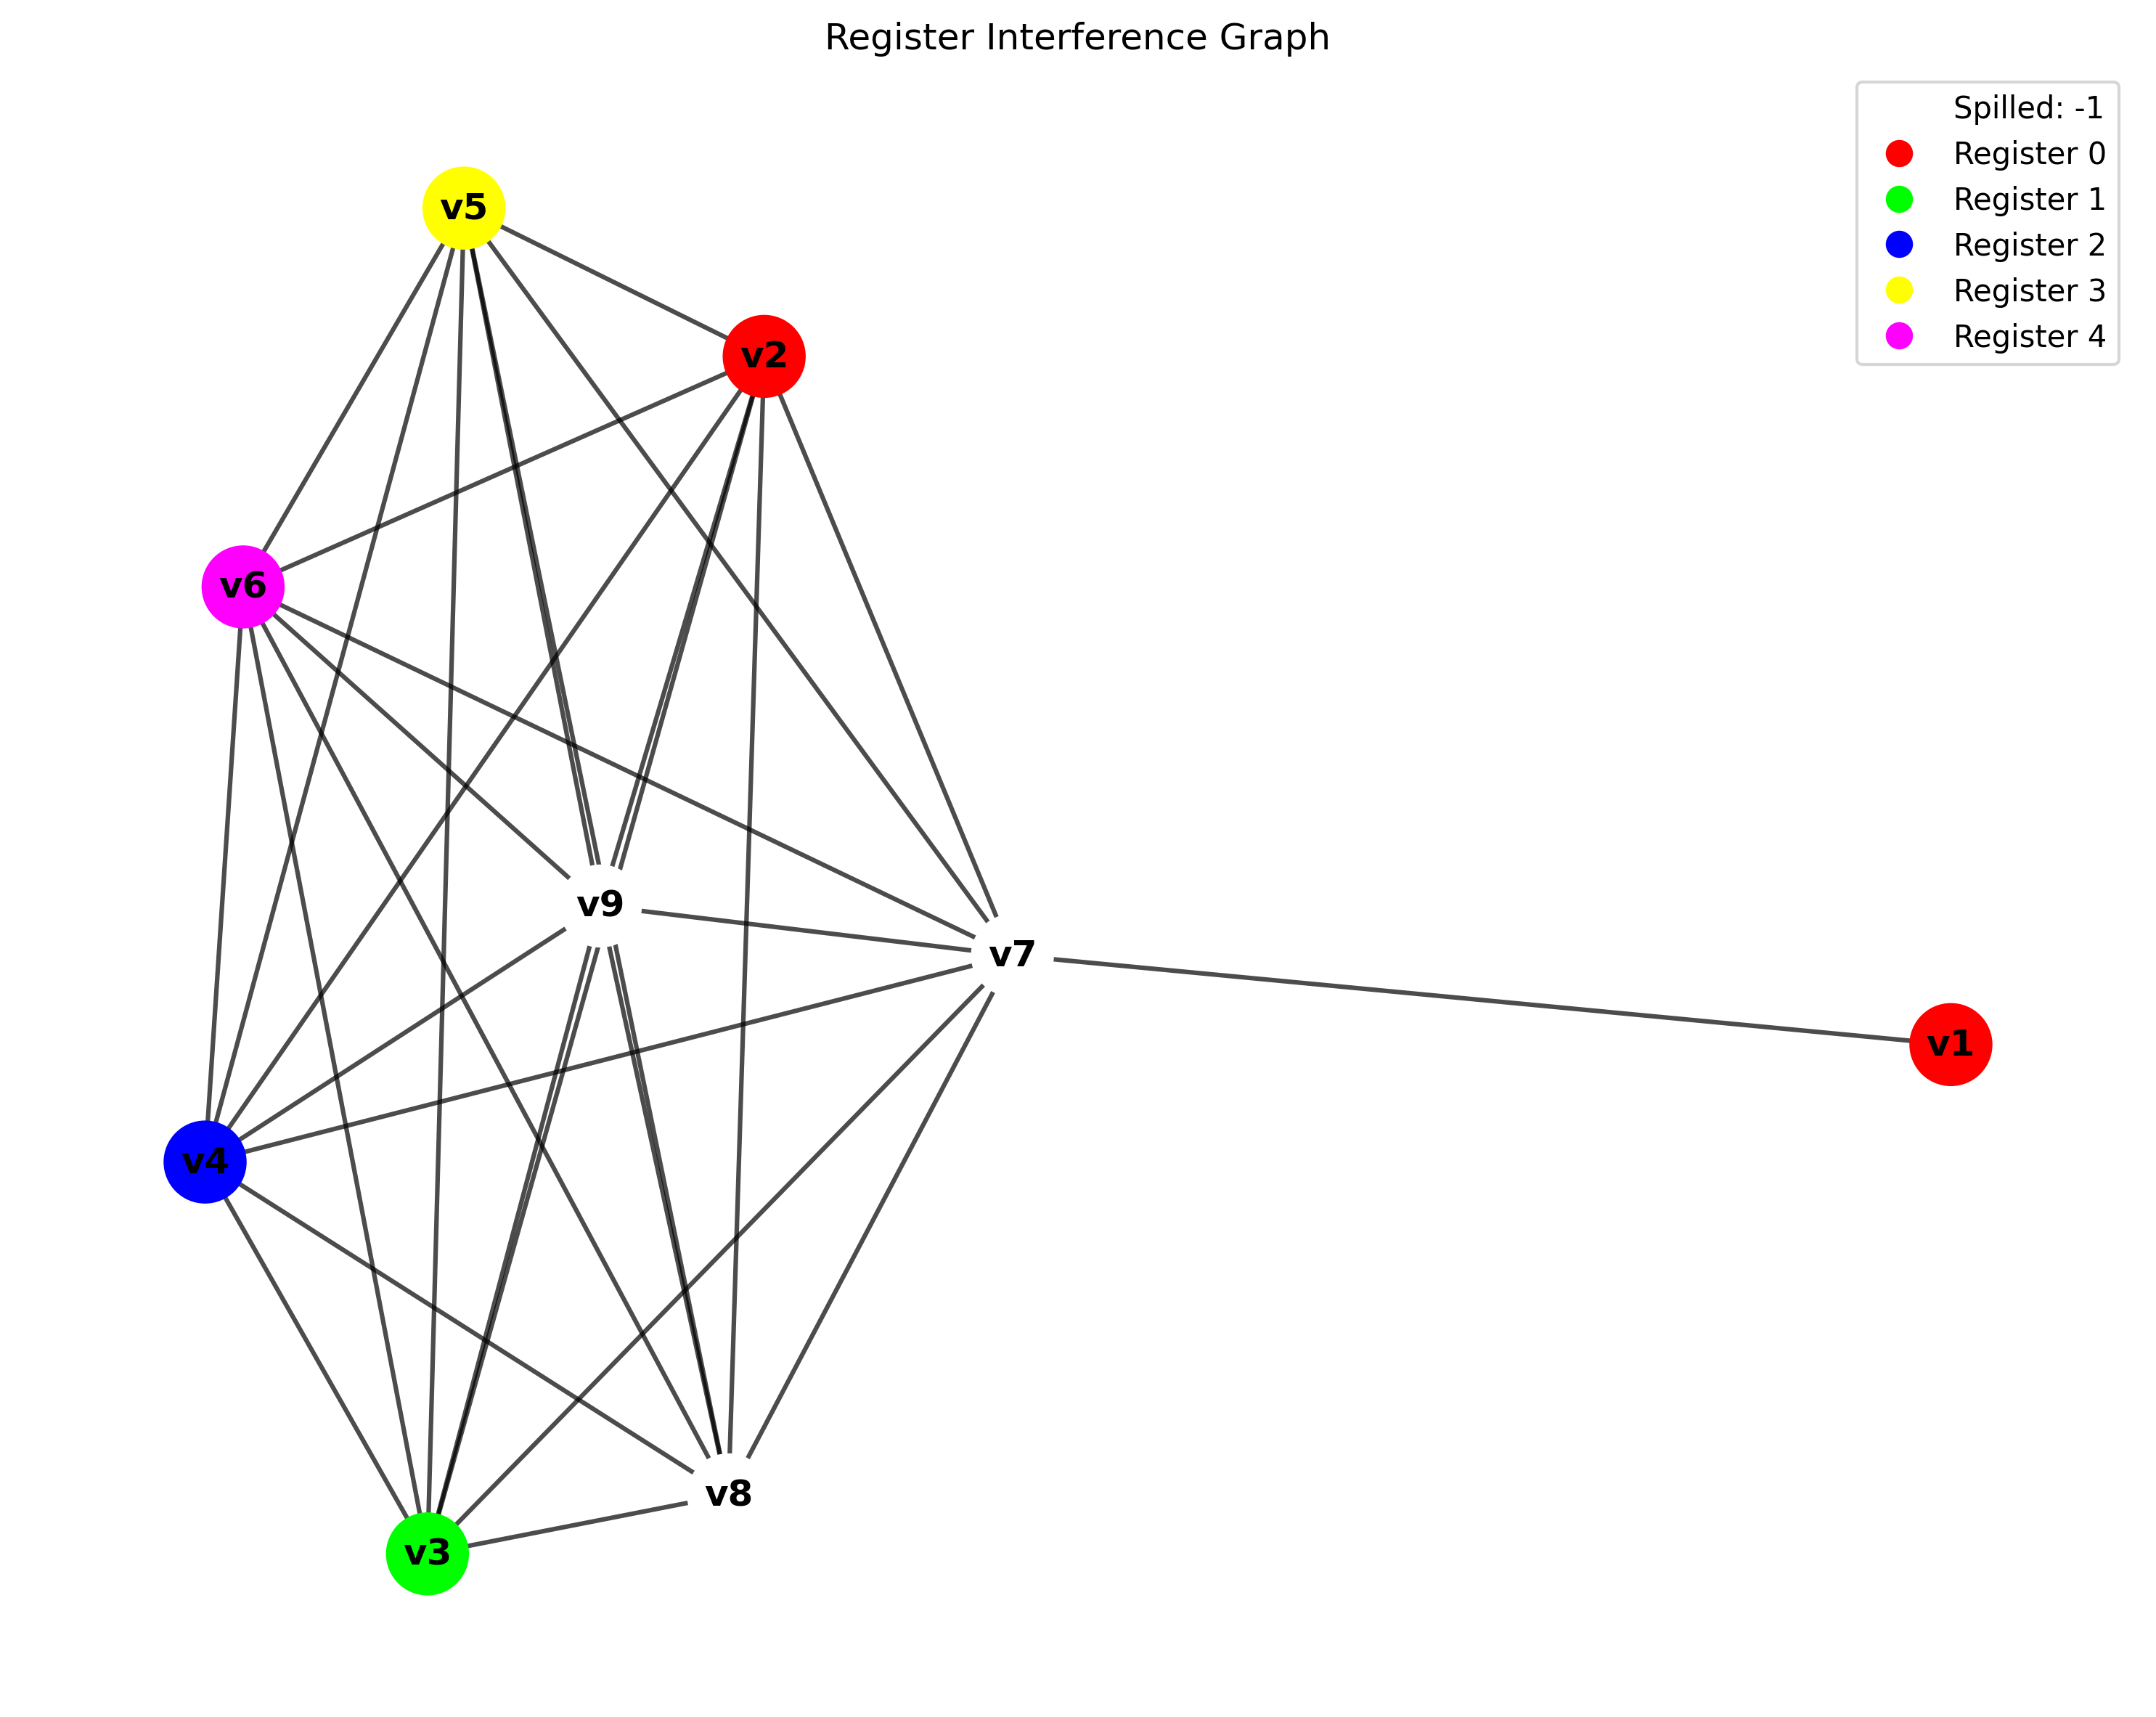 Register Interference Graph
Spilled: -1
Register 0
Register 1
Register 2
Register 3
Register 4
v5
v2
v6
v9
v7
v1
v4
v8
v3